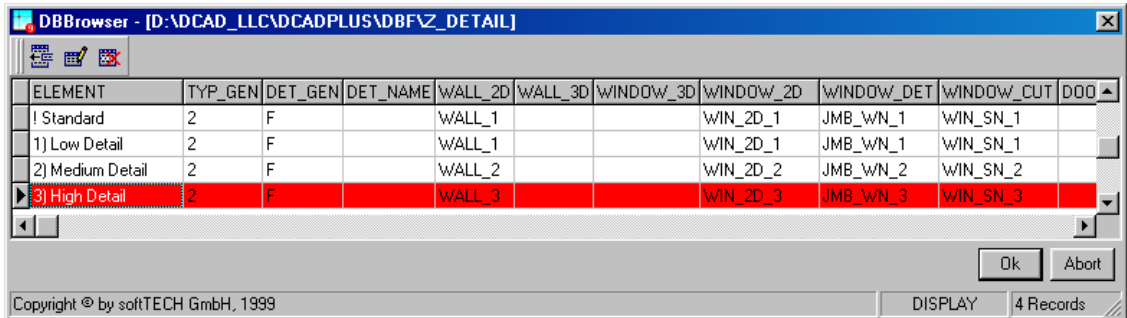 DBBrowser - [D:\DCAD_LLC\DCADPLUS\DBF\Z_DETAIL]
ELEMENT TYP_GEN DET_GEN DET_NAME WALL_2D WALL_3D WINDOW_3D WINDOW_2D WINDOW_DET WINDOW_CUT DOO
! Standard 2 F WALL_1 WIN_2D_1 JMB_WN_1 WIN_SN_1
1) Low Detail 2 F WALL_1 WIN_2D_1 JMB_WN_1 WIN_SN_1
2) Medium Detail 2 F WALL_2 WIN_2D_2 JMB_WN_2 WIN_SN_2
3) High Detail 2 F WALL_3 WIN_2D_3 JMB_WN_3 WIN_SN_3
Ok Abort
Copyright © by softTECH GmbH, 1999 DISPLAY 4 Records